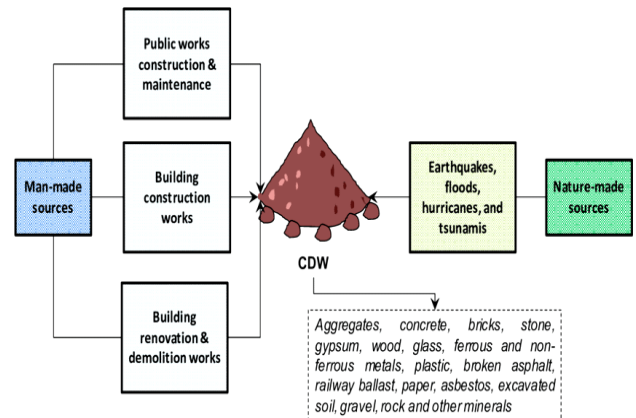 Public works
construction &
maintenance
Man-made
sources
Building
construction
works
Building
renovation &
demolition works
CDW
Earthquakes,
floods,
hurricanes, and
tsunamis
Nature-made
sources
Aggregates, concrete, bricks, stone,
gypsum, wood, glass, ferrous and non-
ferrous metals, plastic, broken asphalt,
railway ballast, paper, asbestos, excavated
soil, gravel, rock and other minerals